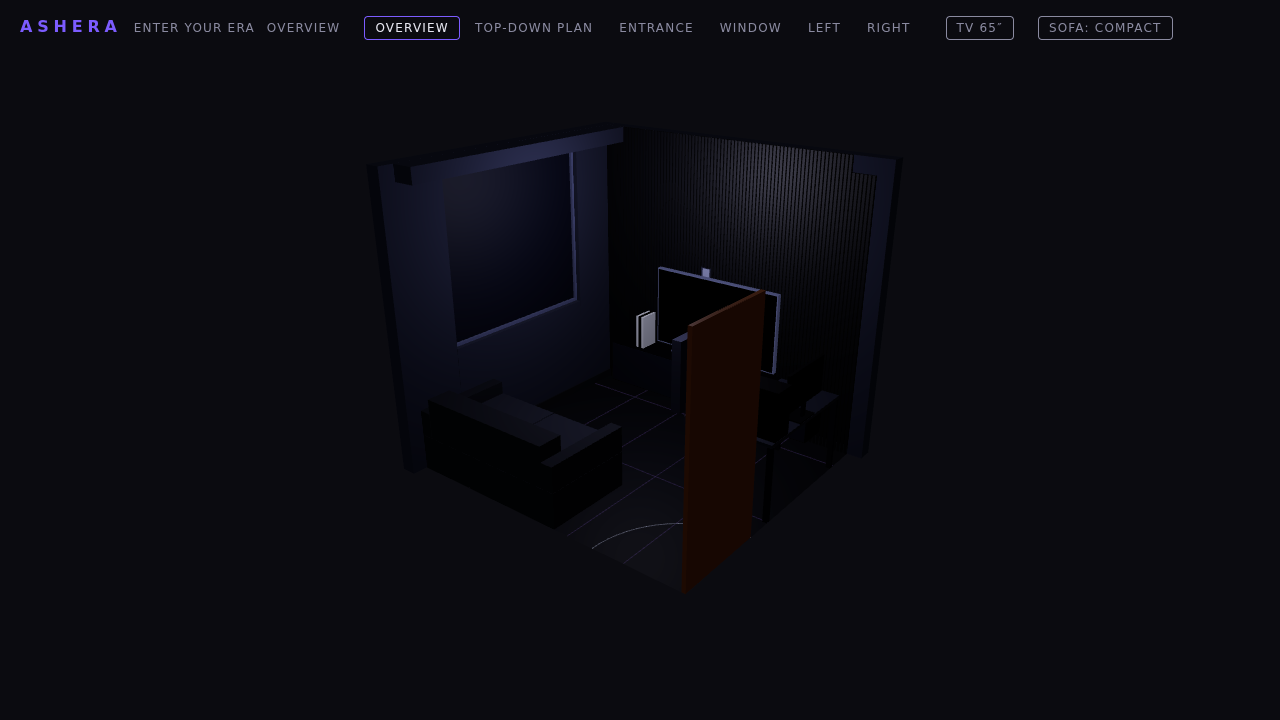 ASHERA ENTER YOUR ERA OVERVIEW OVERVIEW TOP-DOWN PLAN ENTRANCE WINDOW LEFT RIGHT TV 65″ SOFA: COMPACT